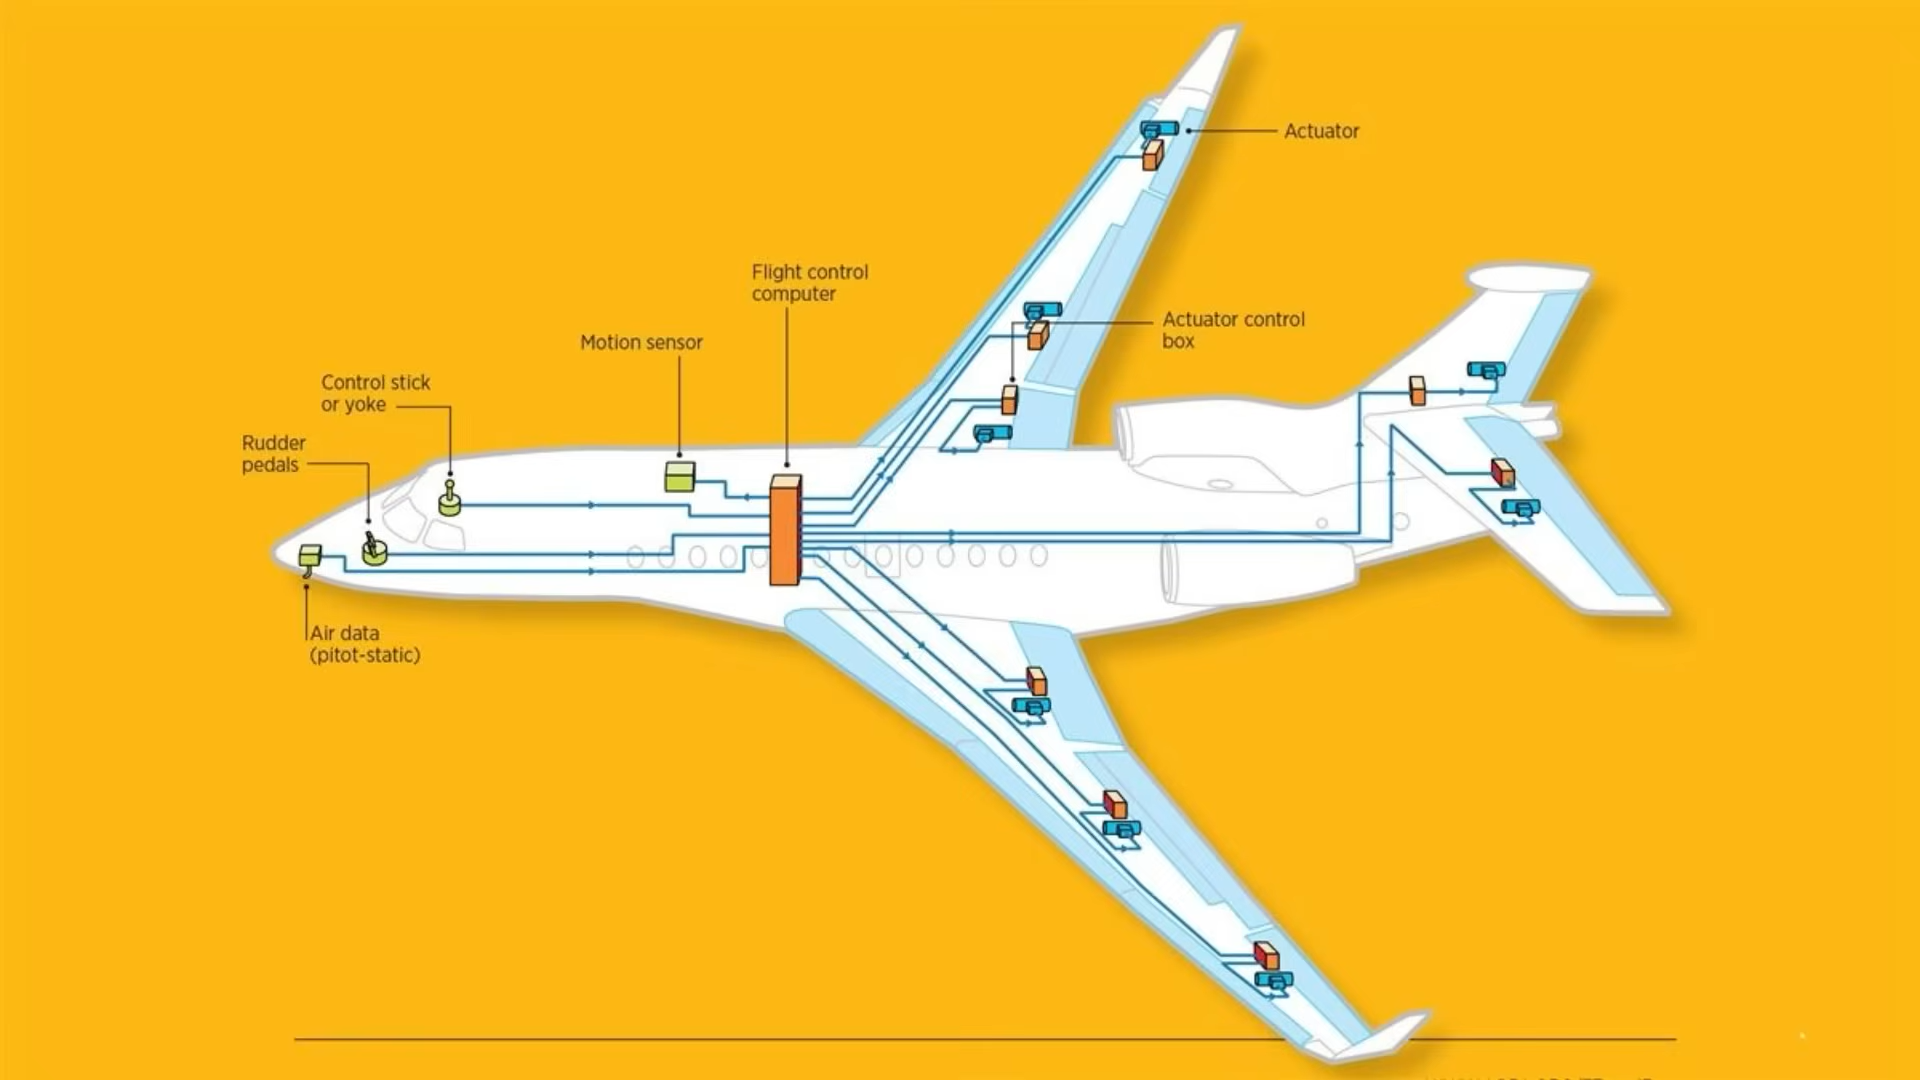 Actuator
Flight control
computer
Actuator control
box
Motion sensor
Control stick
or yoke
Rudder
pedals
Air data
(pitot-static)